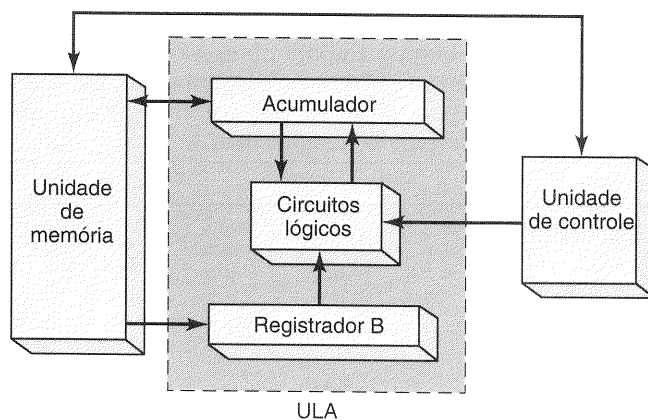 Acumulador
Unidade
de
memória
Circuitos
lógicos
Unidade
de controle
Registrador B
ULA